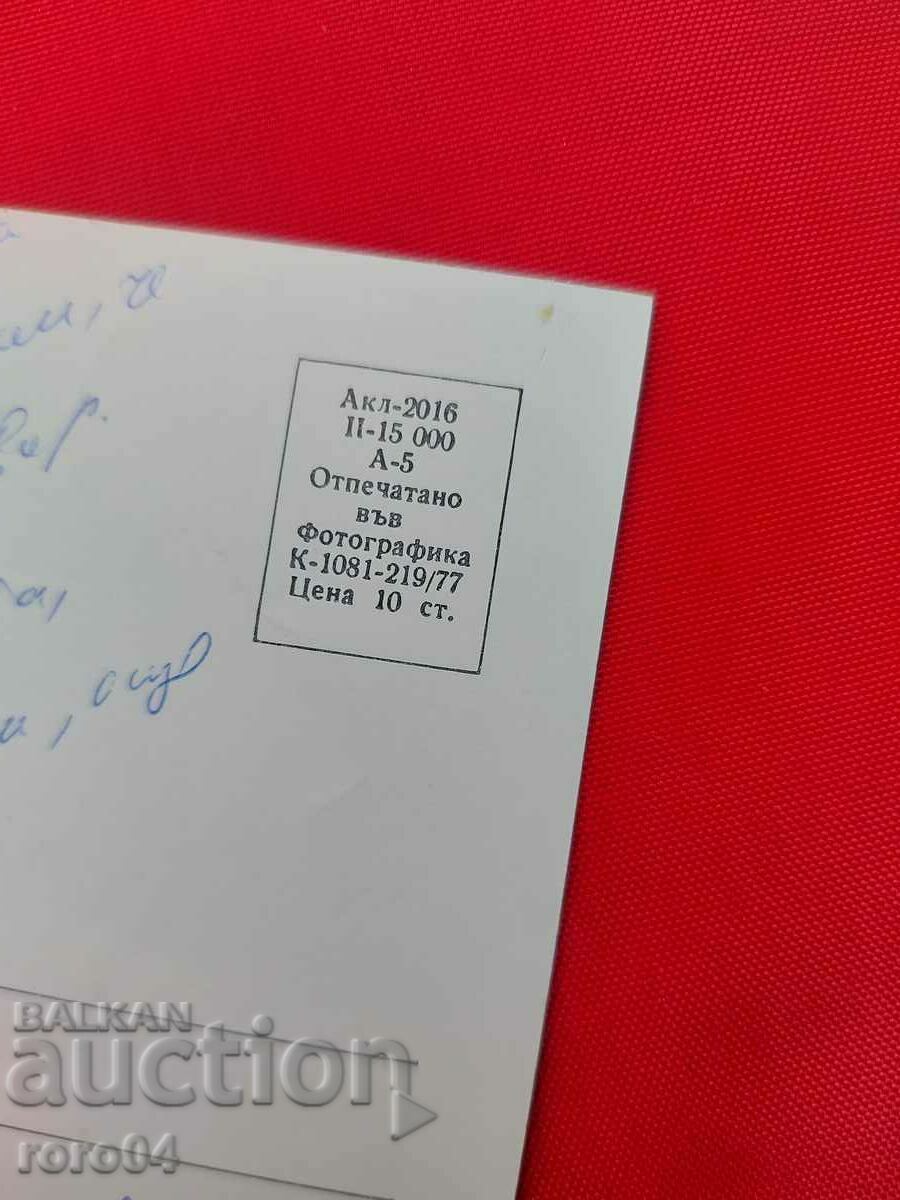 Акл-2016
II-15 000
А-5
Отпечатано
във
Фотографика
К-1081-219/77
Цена 10 ст.
BALKAN
auction
roro04